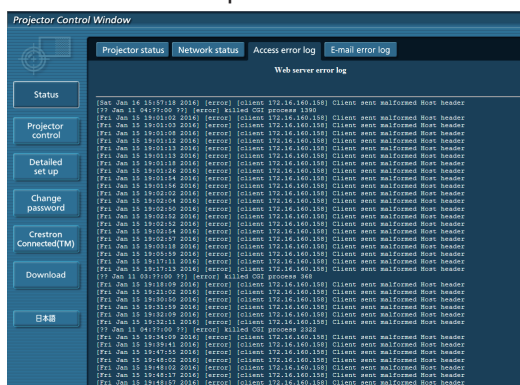 Projector Control Window
Projector status
Network status
Access error log
E-mail error log
Web server error log
Status
Projector
control
Detailed
set up
Change
password
Crestron
Connected(TM)
Download
日本語
[Sat Jan 16 15:57:18 2016] [error] [client 172.16.160.158] Client sent malformed Host header
[?? Jan 11 04:??:00 ??] [error] killed CGI process 1390
[Fri Jan 15 19:01:02 2016] [error] [client 172.16.160.158] Client sent malformed Host header
[Fri Jan 15 19:01:03 2016] [error] [client 172.16.160.158] Client sent malformed Host header
[Fri Jan 15 19:01:08 2016] [error] [client 172.16.160.158] Client sent malformed Host header
[Fri Jan 15 19:01:12 2016] [error] [client 172.16.160.158] Client sent malformed Host header
[Fri Jan 15 19:01:13 2016] [error] [client 172.16.160.158] Client sent malformed Host header
[Fri Jan 15 19:01:13 2016] [error] [client 172.16.160.158] Client sent malformed Host header
[Fri Jan 15 19:01:18 2016] [error] [client 172.16.160.158] Client sent malformed Host header
[Fri Jan 15 19:01:26 2016] [error] [client 172.16.160.158] Client sent malformed Host header
[Fri Jan 15 19:01:54 2016] [error] [client 172.16.160.158] Client sent malformed Host header
[Fri Jan 15 19:01:56 2016] [error] [client 172.16.160.158] Client sent malformed Host header
[Fri Jan 15 19:02:02 2016] [error] [client 172.16.160.158] Client sent malformed Host header
[Fri Jan 15 19:02:04 2016] [error] [client 172.16.160.158] Client sent malformed Host header
[Fri Jan 15 19:02:50 2016] [error] [client 172.16.160.158] Client sent malformed Host header
[Fri Jan 15 19:02:52 2016] [error] [client 172.16.160.158] Client sent malformed Host header
[Fri Jan 15 19:02:52 2016] [error] [client 172.16.160.158] Client sent malformed Host header
[Fri Jan 15 19:02:54 2016] [error] [client 172.16.160.158] Client sent malformed Host header
[Fri Jan 15 19:02:57 2016] [error] [client 172.16.160.158] Client sent malformed Host header
[Fri Jan 15 19:03:18 2016] [error] [client 172.16.160.158] Client sent malformed Host header
[Fri Jan 15 19:05:59 2016] [error] [client 172.16.160.158] Client sent malformed Host header
[Fri Jan 15 19:17:11 2016] [error] [client 172.16.160.158] Client sent malformed Host header
[Fri Jan 15 19:17:13 2016] [error] [client 172.16.160.158] Client sent malformed Host header
[?? Jan 11 03:??:00 ??] [error] killed CGI process 368
[Fri Jan 15 19:18:09 2016] [error] [client 172.16.160.158] Client sent malformed Host header
[Fri Jan 15 19:21:02 2016] [error] [client 172.16.160.158] Client sent malformed Host header
[Fri Jan 15 19:30:50 2016] [error] [client 172.16.160.158] Client sent malformed Host header
[Fri Jan 15 19:31:59 2016] [error] [client 172.16.160.158] Client sent malformed Host header
[Fri Jan 15 19:32:09 2016] [error] [client 172.16.160.158] Client sent malformed Host header
[Fri Jan 15 19:32:11 2016] [error] [client 172.16.160.158] Client sent malformed Host header
[?? Jan 11 04:??:00 ??] [error] killed CGI process 2322
[Fri Jan 15 19:34:09 2016] [error] [client 172.16.160.158] Client sent malformed Host header
[Fri Jan 15 19:39:41 2016] [error] [client 172.16.160.158] Client sent malformed Host header
[Fri Jan 15 19:47:55 2016] [error] [client 172.16.160.158] Client sent malformed Host header
[Fri Jan 15 19:48:02 2016] [error] [client 172.16.160.158] Client sent malformed Host header
[Fri Jan 15 19:48:02 2016] [error] [client 172.16.160.158] Client sent malformed Host header
[Fri Jan 15 19:48:17 2016] [error] [client 172.16.160.158] Client sent malformed Host header
[Fri Jan 15 19:48:57 2016] [error] [client 172.16.160.158] Client sent malformed Host header